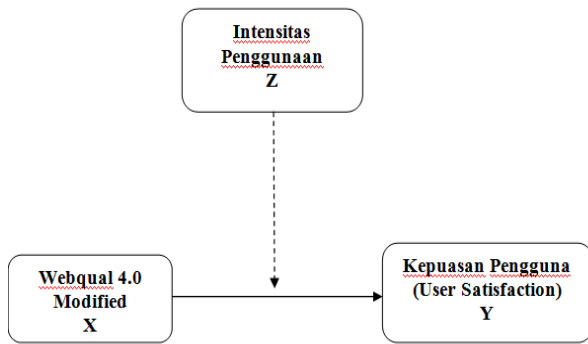 Intensitas
Penggunaan
Z
Webqual 4.0
Modified
X
Kepuasan Pengguna
(User Satisfaction)
Y